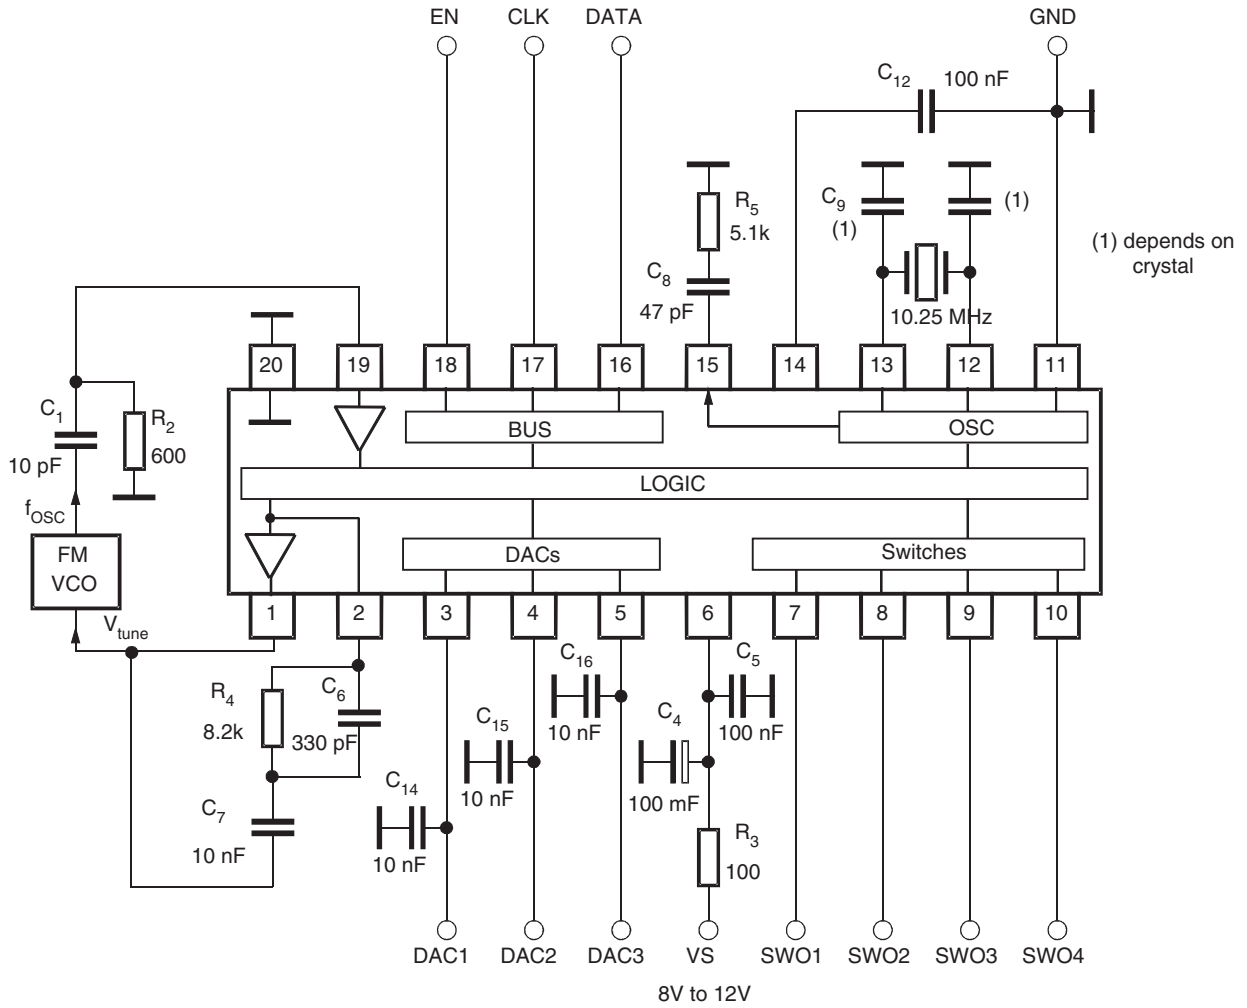 EN CLK DATA GND
C12 100 nF
C9 (1) (1)
R5 5.1k
(1) depends on
crystal
C8 47 pF
10.25 MHz
20 19 18 17 16 15 14 13 12 11
C1 10 pF
R2 600
BUS OSC
LOGIC
fOSC
FM
VCO
DACs Switches
Vtune
1 2 3 4 5 6 7 8 9 10
R4 8.2k
C6 330 pF
C16 10 nF
C5 100 nF
C15 10 nF
C4 100 mF
C14 10 nF
C7 10 nF
R3 100
DAC1 DAC2 DAC3 VS SWO1 SWO2 SWO3 SWO4
8V to 12V